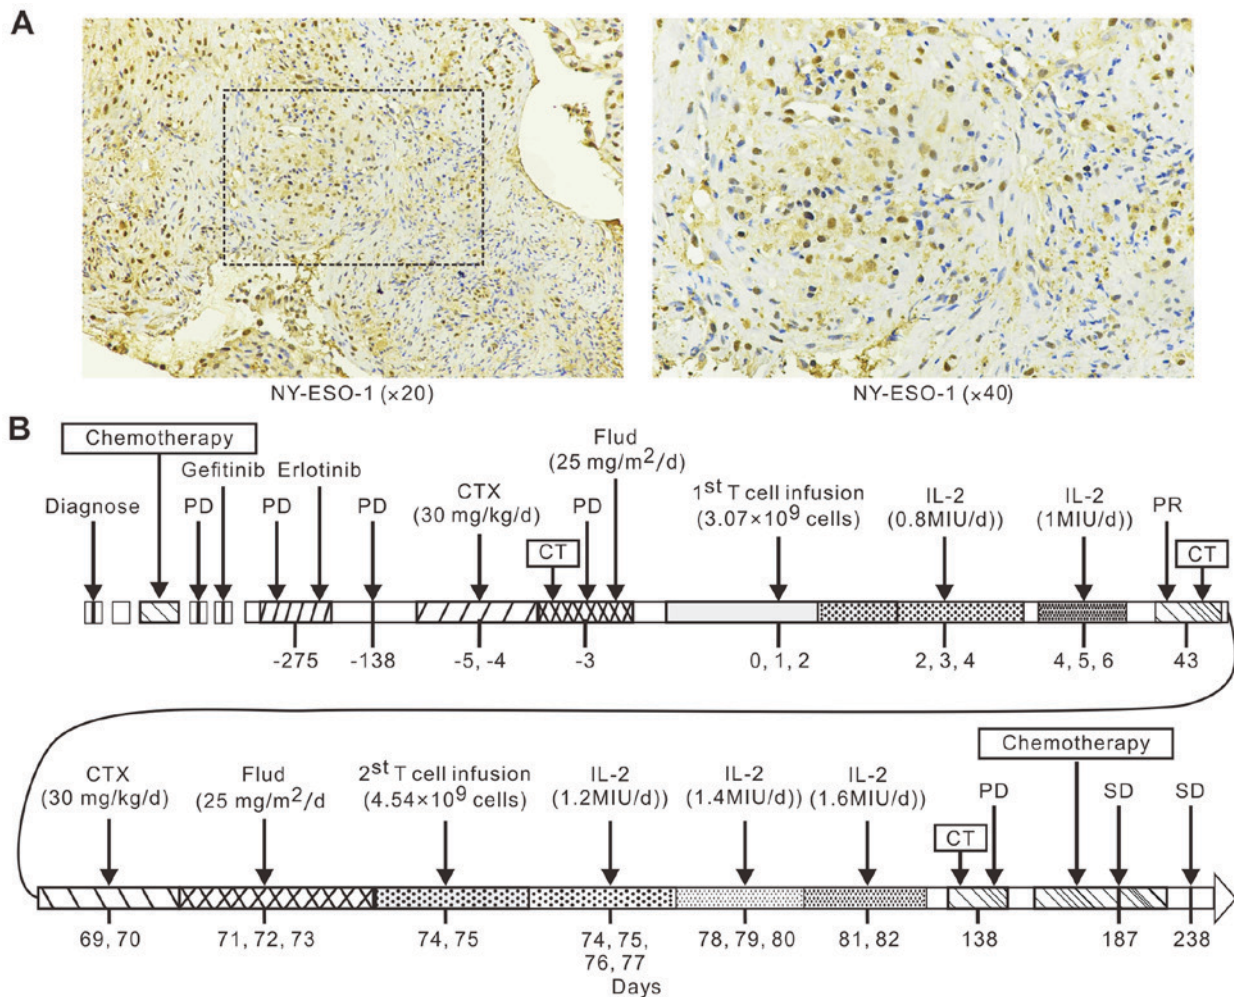 A
NY-ESO-1 (×20)
NY-ESO-1 (×40)
B
Chemotherapy
Flud
(25 mg/m²/d)
Gefitinib Erlotinib
Diagnose
PD
PD
PD
CTX
(30 mg/kg/d)
CT
PD
1st T cell infusion
(3.07×10⁹ cells)
IL-2
(0.8MIU/d))
IL-2
(1MIU/d))
PR
CT
-275
-138
-5, -4
-3
0, 1, 2
2, 3, 4
4, 5, 6
43
Chemotherapy
CTX
(30 mg/kg/d)
Flud
(25 mg/m²/d
2st T cell infusion
(4.54×10⁹ cells)
IL-2
(1.2MIU/d))
IL-2
(1.4MIU/d))
IL-2
(1.6MIU/d))
CT
PD
SD
SD
69, 70
71, 72, 73
74, 75
74, 75,
76, 77
78, 79, 80
81, 82
138
187
238
Days